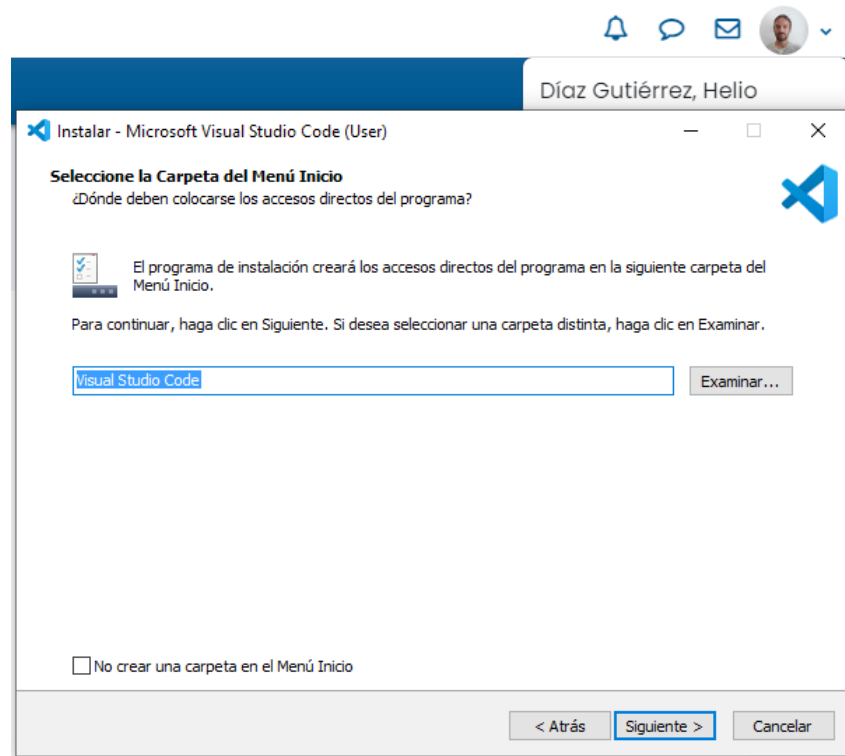 Díaz Gutiérrez, Helio
Instalar - Microsoft Visual Studio Code (User)
Seleccione la Carpeta del Menú Inicio
¿Dónde deben colocarse los accesos directos del programa?
El programa de instalación creará los accesos directos del programa en la siguiente carpeta del
Menú Inicio.
Para continuar, haga clic en Siguiente. Si desea seleccionar una carpeta distinta, haga clic en Examinar.
Visual Studio Code
Examinar...
No crear una carpeta en el Menú Inicio
< Atrás
Siguiente >
Cancelar